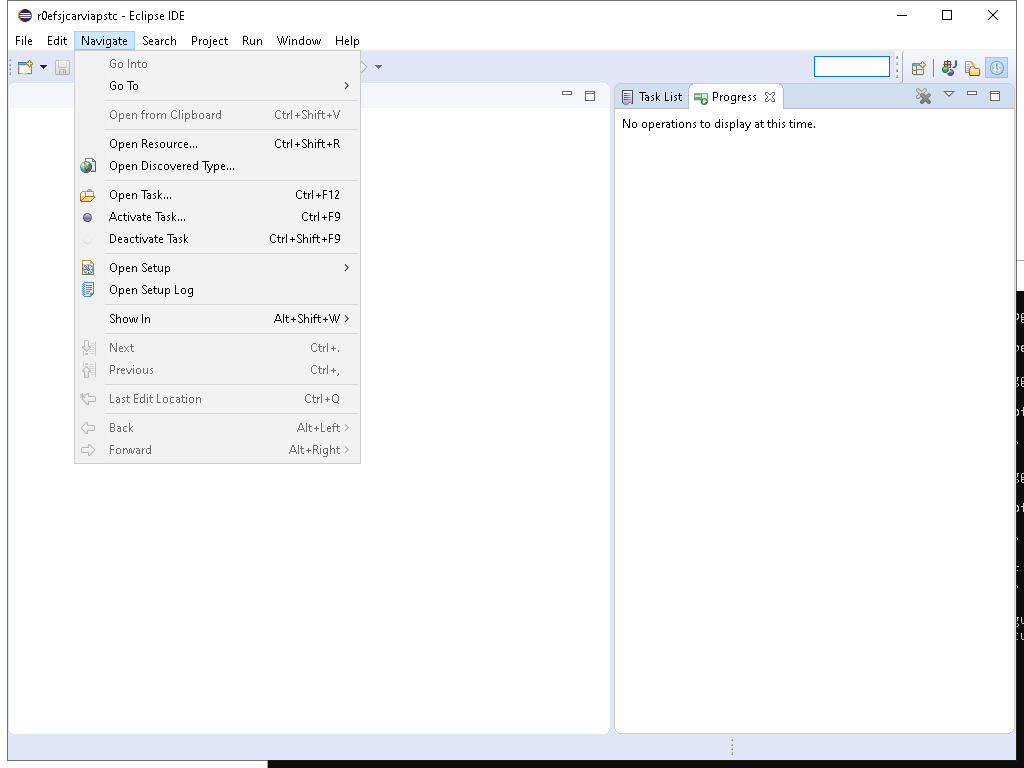 r0efsjcarviapstc - Eclipse IDE
File Edit Navigate Search Project Run Window Help
Go Into
Go To
Open from Clipboard Ctrl+Shift+V
Open Resource... Ctrl+Shift+R
Open Discovered Type...
Open Task... Ctrl+F12
Activate Task... Ctrl+F9
Deactivate Task Ctrl+Shift+F9
Open Setup
Open Setup Log
Show In Alt+Shift+W
Next Ctrl+.
Previous Ctrl+,
Last Edit Location Ctrl+Q
Back Alt+Left
Forward Alt+Right
Task List Progress
No operations to display at this time.